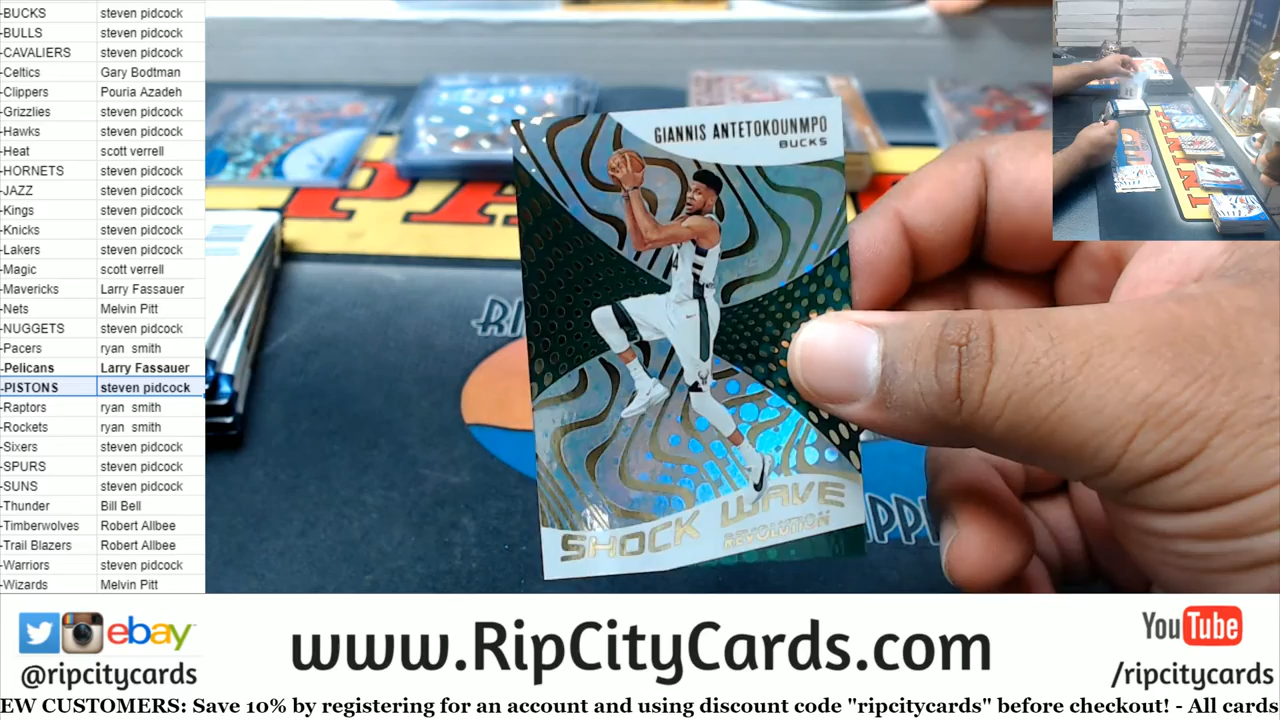 -BUCKS steven pidcock
-BULLS steven pidcock
-CAVALIERS steven pidcock
-Celtics Gary Bodtman
-Clippers Pouria Azadeh
-Grizzlies steven pidcock
-Hawks steven pidcock
-Heat scott verrell
-HORNETS steven pidcock
-JAZZ steven pidcock
-Kings steven pidcock
-Knicks steven pidcock
-Lakers steven pidcock
-Magic scott verrell
-Mavericks Larry Fassauer
-Nets Melvin Pitt
-NUGGETS steven pidcock
-Pacers ryan smith
-Pelicans Larry Fassauer
-PISTONS steven pidcock
-Raptors ryan smith
-Rockets ryan smith
-Sixers steven pidcock
-SPURS steven pidcock
-SUNS steven pidcock
-Thunder Bill Bell
-Timberwolves Robert Allbee
-Trail Blazers Robert Allbee
-Warriors steven pidcock
-Wizards Melvin Pitt
GIANNIS ANTETOKOUNMPO
BUCKS
SHOCK WAVE
REVOLUTION
ebay
@ripcitycards
www.RipCityCards.com
YouTube
/ripcitycards
EW CUSTOMERS: Save 10% by registering for an account and using discount code "ripcitycards" before checkout! - All cards